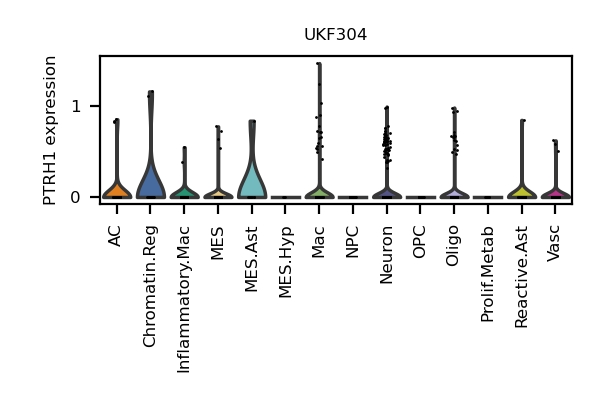 UKF304
PTRH1 expression
1
0
AC
Chromatin.Reg
Inflammatory.Mac
MES
MES.Ast
MES.Hyp
Mac
NPC
Neuron
OPC
Oligo
Prolif.Metab
Reactive.Ast
Vasc